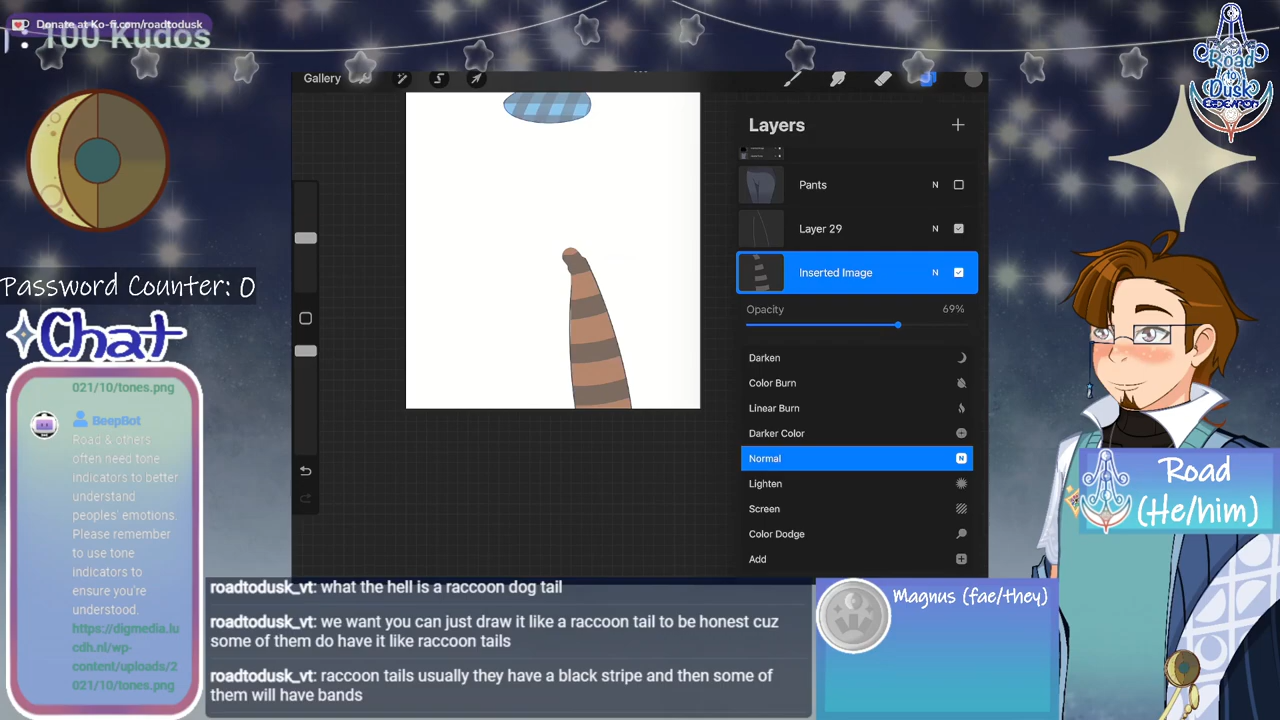 Donate at Ko-fi.com/roadtodusk
: 100 Kudos
Road
to
Dusk
Password Counter: 0
Chat
021/10/tones.png
BeepBot
Road & others
often need tone
indicators to better
understand
peoples' emotions.
Please remember
to use tone
indicators to
ensure you're
understood.
https://digmedia.lu
cdh.nl/wp-
content/uploads/2
021/10/tones.png
Gallery
Layers
Pants
N
Layer 29
N
Inserted Image
N
Opacity
69%
Darken
Color Burn
Linear Burn
Darker Color
Normal
N
Lighten
Screen
Color Dodge
Add
roadtodusk_vt: what the hell is a raccoon dog tail
roadtodusk_vt: we want you can just draw it like a raccoon tail to be honest cuz
some of them do have it like raccoon tails
roadtodusk_vt: raccoon tails usually they have a black stripe and then some of
them will have bands
Magnus (fae/they)
Road
(He/him)